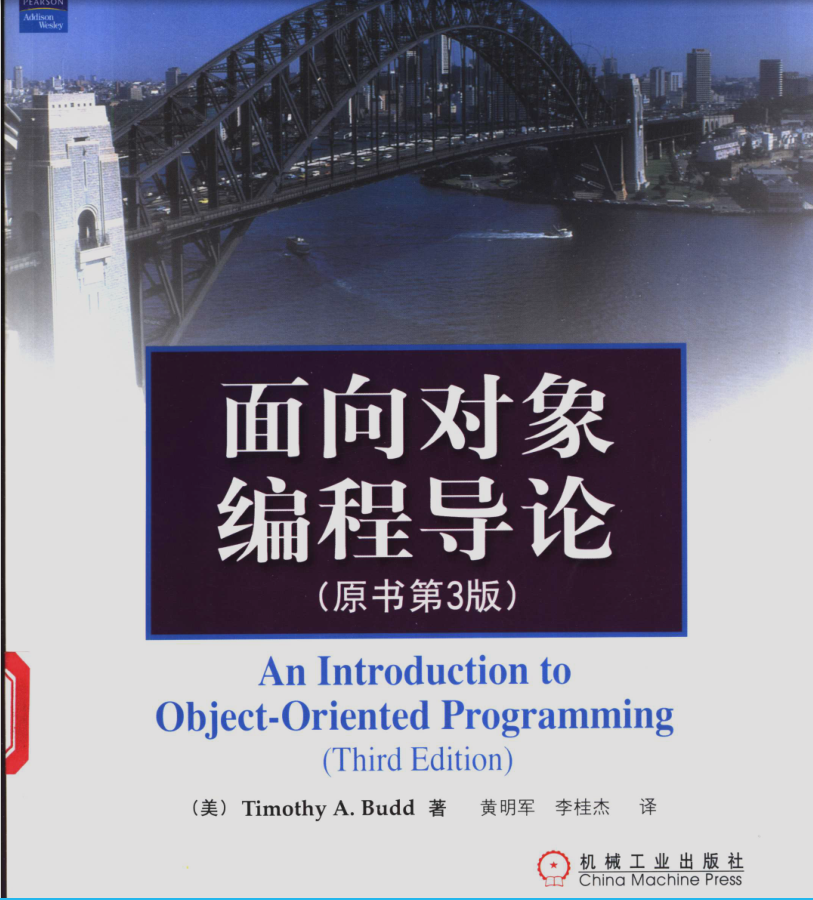 PEARSON
Addison
Wesley
面向对象
编程导论
(原书第3版)
An Introduction to
Object-Oriented Programming
(Third Edition)
(美) Timothy A. Budd 著 黄明军 李桂杰 译
机械工业出版社
China Machine Press